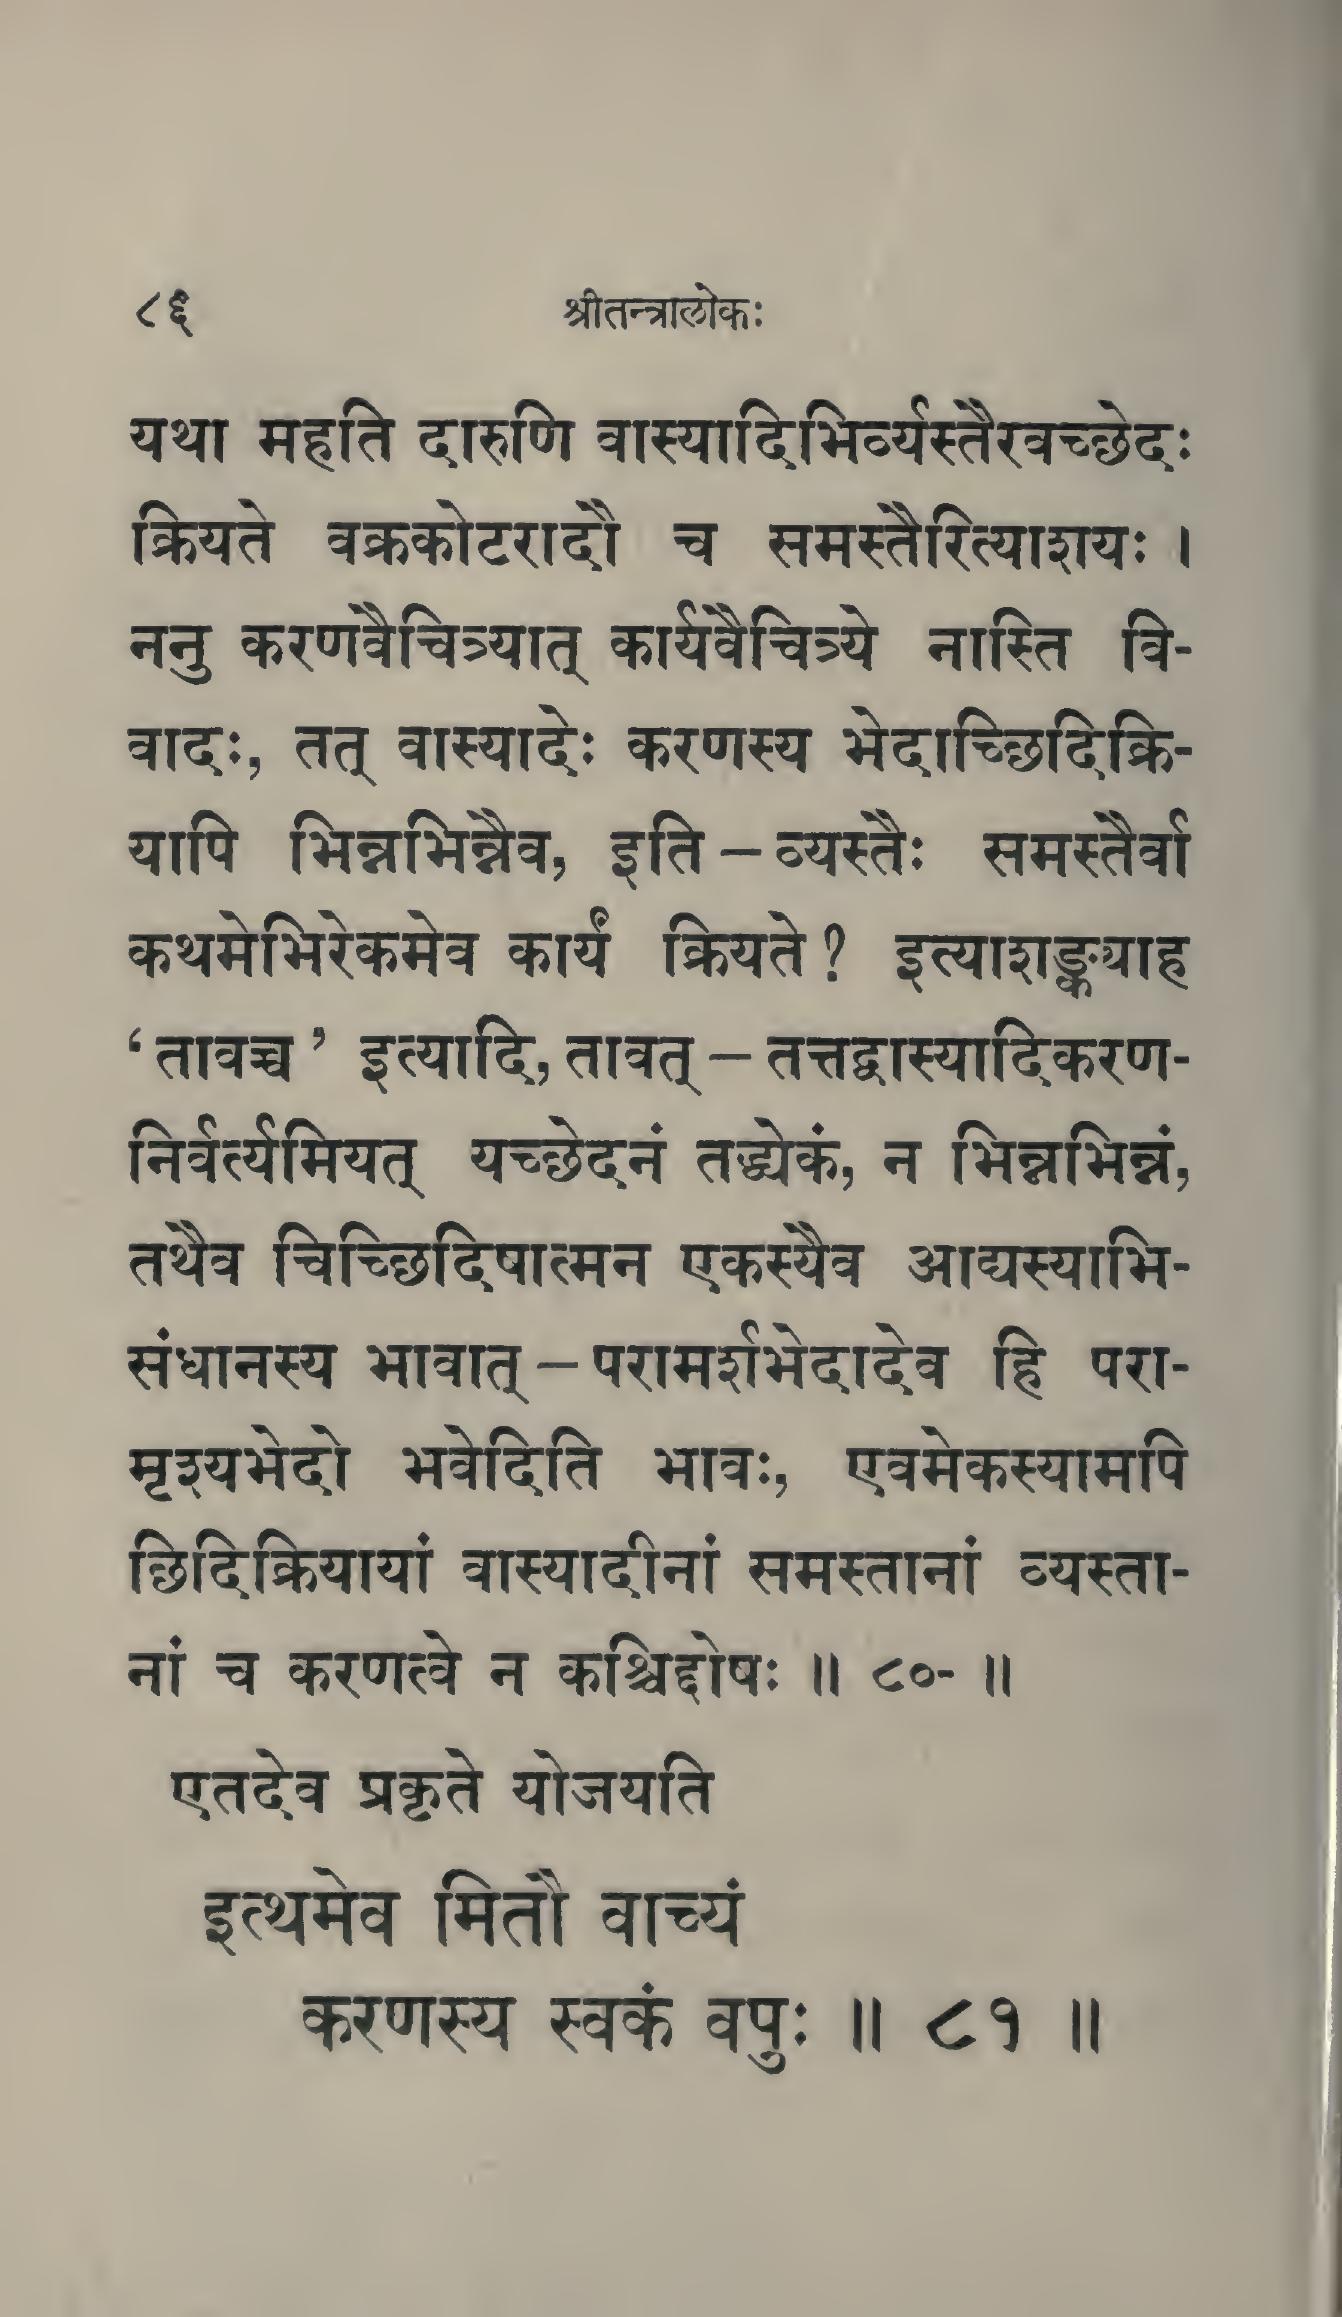 ८६ श्रीतन्त्रालोकः
यथा महति दारुणि वास्यादिभिर्व्यस्तैरवच्छेदः
क्रियते वक्रकोटरादौ च समस्तैरित्याशयः ।
ननु करणवैचित्र्यात् कार्यवैचित्र्ये नास्ति वि-
वादः, तत् वास्यादेः करणस्य भेदाच्छिदिक्रि-
यापि भिन्नभिन्नैव, इति – व्यस्तैः समस्तैर्वा
कथमेभिरेकमेव कार्यं क्रियते? इत्याशङ्क्याह
‘तावच्च’ इत्यादि, तावत् – तत्तद्वास्यादिकरण-
निर्वर्त्यमियत् यच्छेदनं तद्ध्येकं, न भिन्नभिन्नं,
तथैव चिच्छिदिषात्मन एकस्यैव आद्यस्याभि-
संधानस्य भावात् – परामर्शभेदादेव हि परा-
मृश्यभेदो भवेदिति भावः, एवमेकस्यामपि
छिदिक्रियायां वास्यादीनां समस्तानां व्यस्ता-
नां च करणत्वे न कश्चिद्दोषः ॥ ८०- ॥
एतदेव प्रकृते योजयति
इत्थमेव मितौ वाच्यं
करणस्य स्वकं वपुः ॥ ८१ ॥